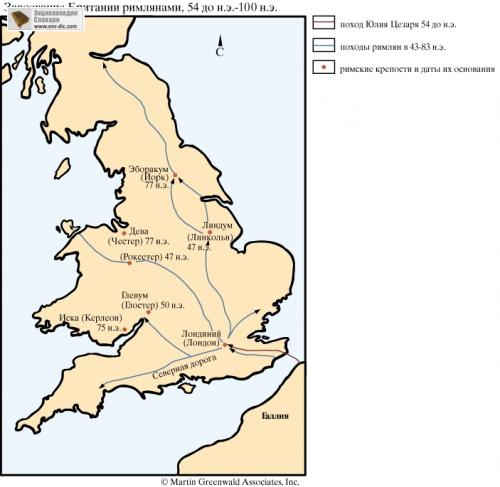 Завоевание Британии римлянами, 54 до н.э.-100 н.э.
Энциклопедии
Словари
www.enc-dic.com
С
поход Юлия Цезаря 54 до н.э.
походы римлян в 43-83 н.э.
римские крепости и даты их основания
Эборакум
(Йорк)
77 н.э.
Дева
(Честер) 77 н.э.
Линдум
(Линкольн)
47 н.э.
(Роксетер) 47 н.э.
Глевум
(Глостер) 50 н.э.
Иска (Керлеон)
75 н.э.
Лондиний
(Лондон)
Северная дорога
Галлия
© Martin Greenwald Associates, Inc.